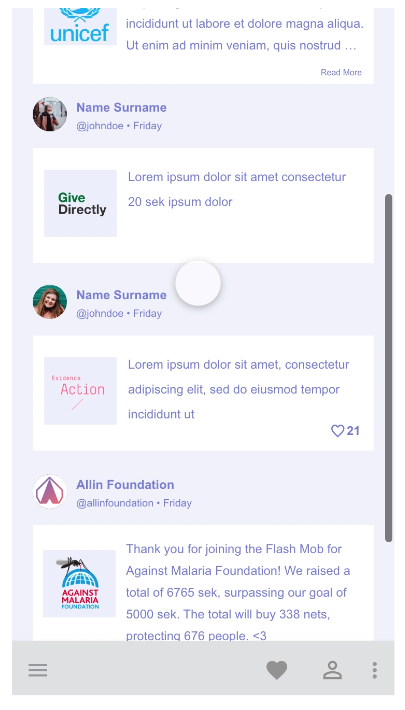 unicef
incididunt ut labore et dolore magna aliqua.
Ut enim ad minim veniam, quis nostrud ...
Read More
Name Surname
@johndoe • Friday
Give
Directly
Lorem ipsum dolor sit amet consectetur
20 sek ipsum dolor
Name Surname
@johndoe • Friday
Evidence
Action
Lorem ipsum dolor sit amet, consectetur
adipiscing elit, sed do eiusmod tempor
incididunt ut
21
Allin Foundation
@allinfoundation • Friday
AGAINST
MALARIA
FOUNDATION
Thank you for joining the Flash Mob for
Against Malaria Foundation! We raised a
total of 6765 sek, surpassing our goal of
5000 sek. The total will buy 338 nets,
protecting 676 people. <3